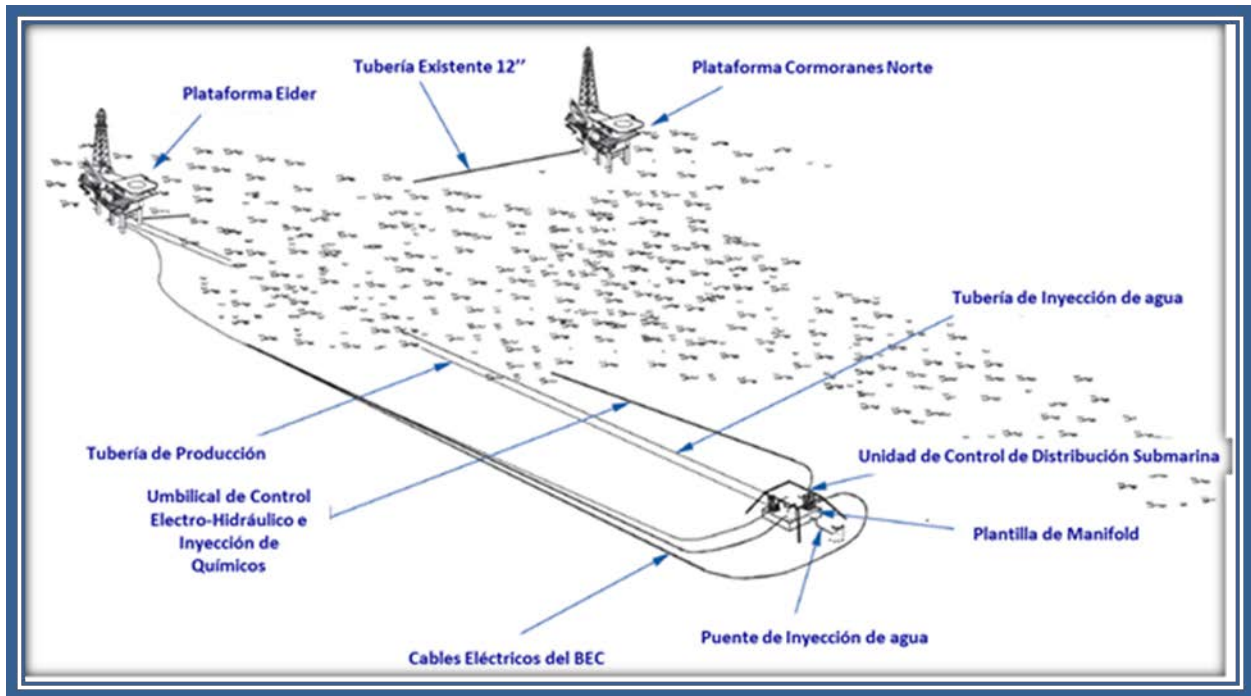 Tubería Existente 12’’
Plataforma Cormoranes Norte
Plataforma Eider
Tubería de Inyección de agua
Tubería de Producción
Unidad de Control de Distribución Submarina
Umbilical de Control
Electro-Hidráulico e
Inyección de
Químicos
Plantilla de Manifold
Puente de Inyección de agua
Cables Eléctricos del BEC